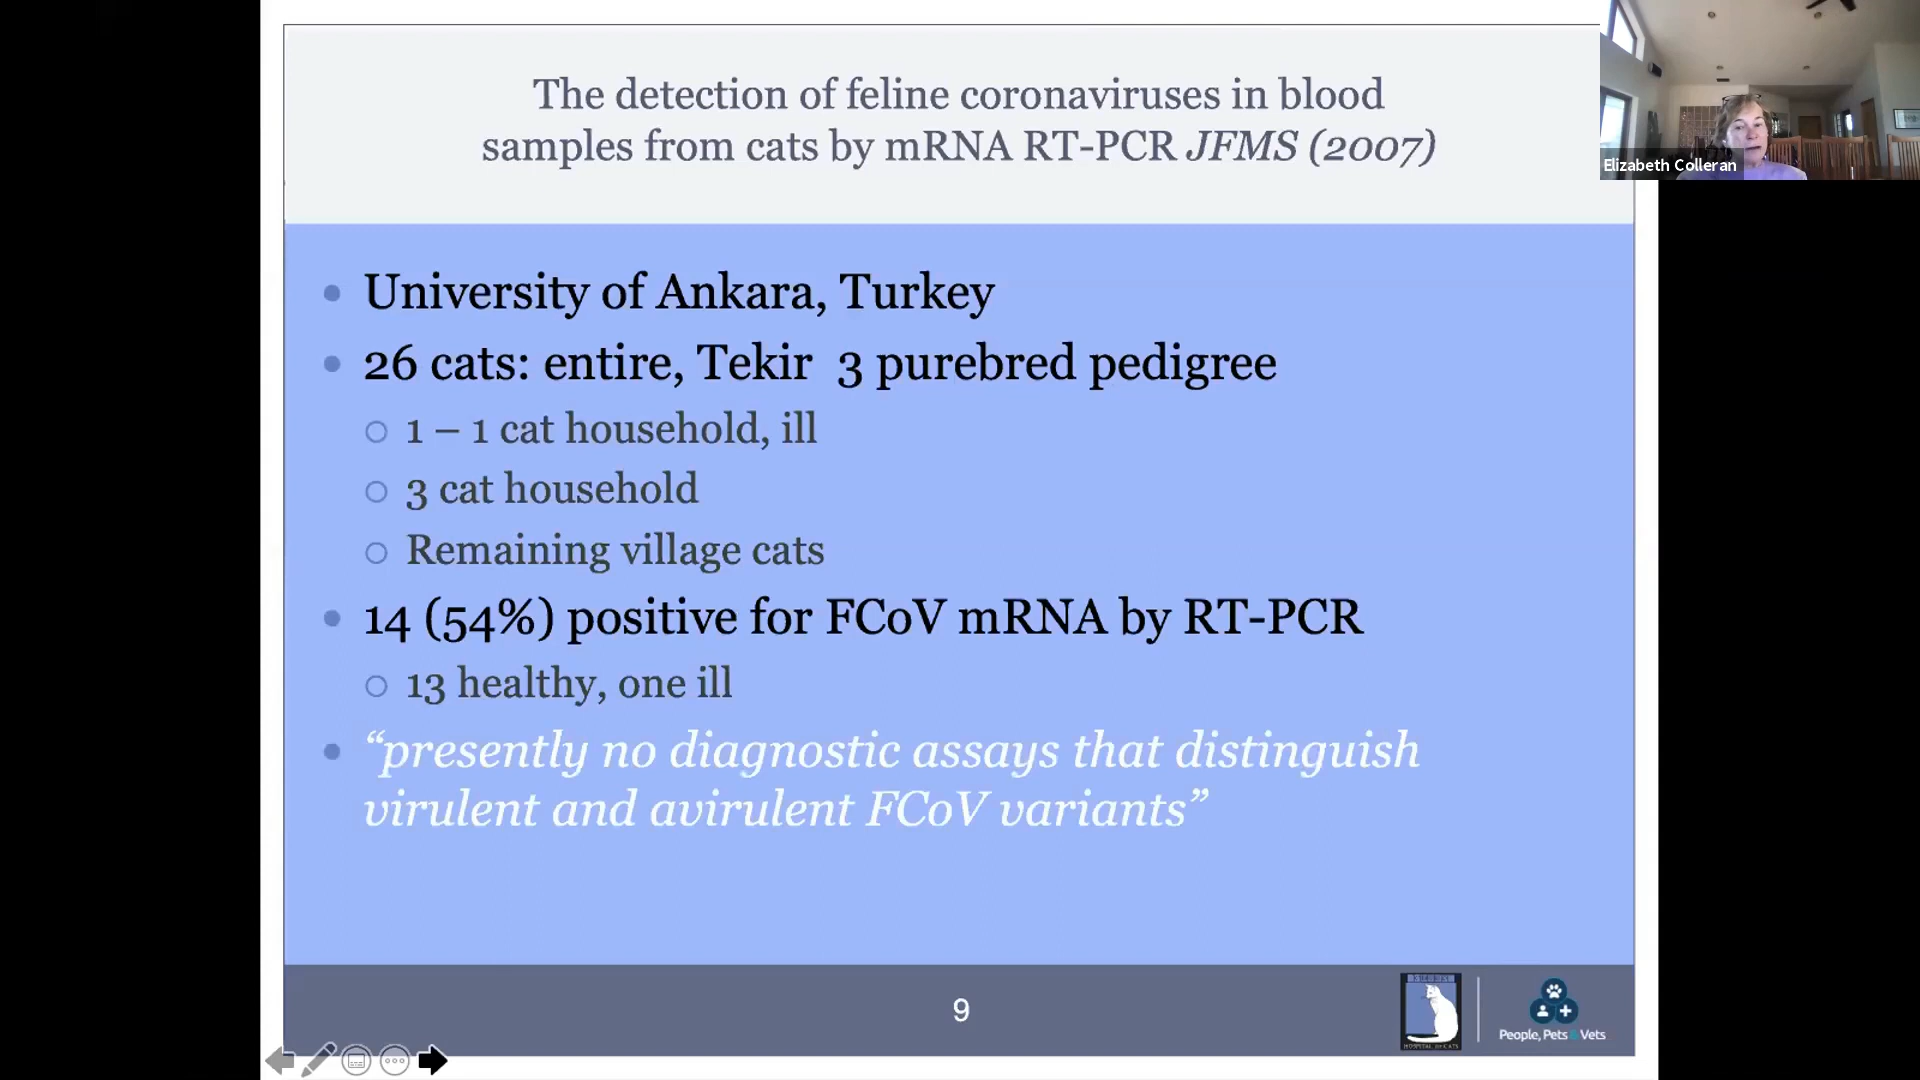 The detection of feline coronaviruses in blood
samples from cats by mRNA RT-PCR JFMS (2007)
Elizabeth Colleran
• University of Ankara, Turkey
• 26 cats: entire, Tekir 3 purebred pedigree
○ 1 – 1 cat household, ill
○ 3 cat household
○ Remaining village cats
• 14 (54%) positive for FCoV mRNA by RT-PCR
○ 13 healthy, one ill
• “presently no diagnostic assays that distinguish
virulent and avirulent FCoV variants”
9
HOSPITAL for CATS
People, Pets & Vets